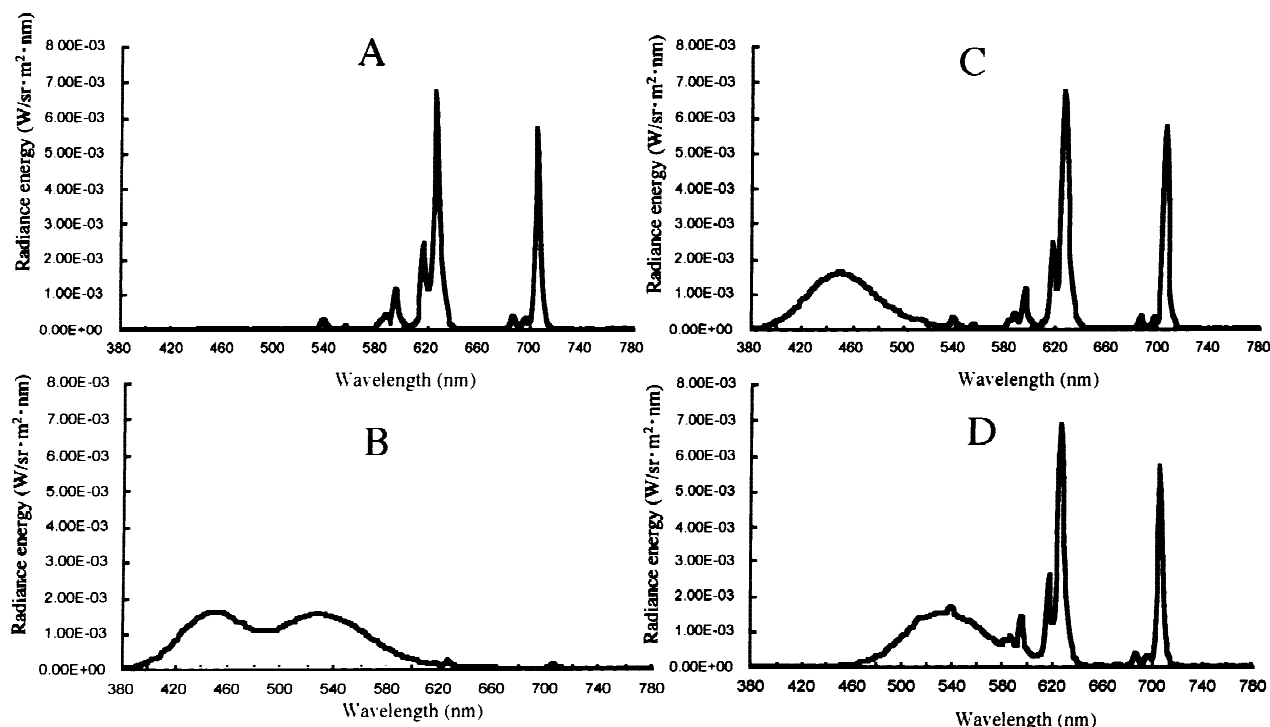 A
Radiance energy (W/sr·m²·nm)
8.00E-03
7.00E-03
6.00E-03
5.00E-03
4.00E-03
3.00E-03
2.00E-03
1.00E-03
0.00E+00
380 420 460 500 540 580 620 660 700 740 780
Wavelength (nm)
C
Radiance energy (W/sr·m²·nm)
8.00E-03
7.00E-03
6.00E-03
5.00E-03
4.00E-03
3.00E-03
2.00E-03
1.00E-03
0.00E+00
380 420 460 500 540 580 620 660 700 740 780
Wavelength (nm)
B
Radiance energy (W/sr·m²·nm)
8.00E-03
7.00E-03
6.00E-03
5.00E-03
4.00E-03
3.00E-03
2.00E-03
1.00E-03
0.00E+00
380 420 460 500 540 580 620 660 700 740 780
Wavelength (nm)
D
Radiance energy (W/sr·m²·nm)
8.00E-03
7.00E-03
6.00E-03
5.00E-03
4.00E-03
3.00E-03
2.00E-03
1.00E-03
0.00E+00
380 420 460 500 540 580 620 660 700 740 780
Wavelength (nm)